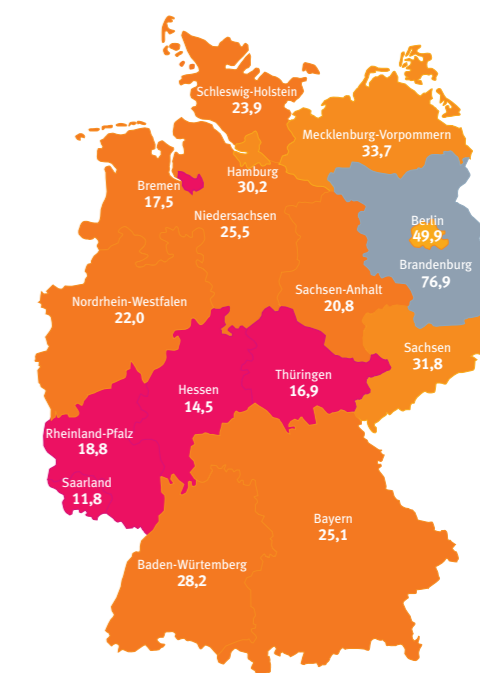 Schleswig-Holstein
23,9
Mecklenburg-Vorpommern
33,7
Hamburg
30,2
Bremen
17,5
Niedersachsen
25,5
Berlin
49,9
Brandenburg
76,9
Sachsen-Anhalt
20,8
Nordrhein-Westfalen
22,0
Sachsen
31,8
Thüringen
16,9
Hessen
14,5
Rheinland-Pfalz
18,8
Saarland
11,8
Bayern
25,1
Baden-Würtemberg
28,2